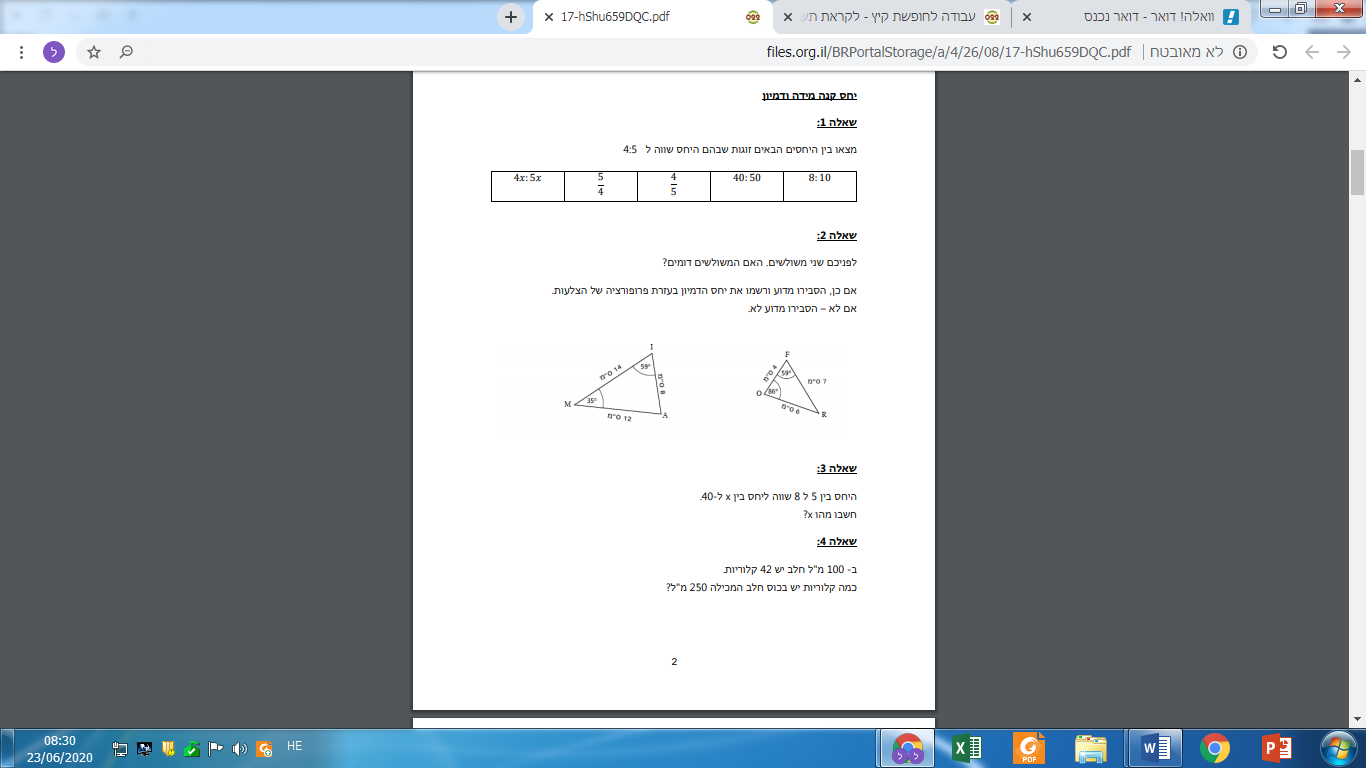 17-hShu659DQC.pdf
עבודה לחופשת קיץ - לקראת
וואלה! דואר - דואר נכנס
ל
files.org.il/BRPortalStorage/a/4/26/08/17-hShu659DQC.pdf
לא מאובטח
יחס קנה מידה ודמיון
שאלה 1:
מצאו בין היחסים הבאים זוגות שבהם היחס שווה ל 4:5
8:10 40:50 4/5 5/4 4x:5x
שאלה 2:
לפניכם שני משולשים. האם המשולשים דומים?
אם כן, הסבירו מדוע ורשמו את יחס הדמיון בעזרת פרופורציה של הצלעות.
אם לא – הסבירו מדוע לא.
F
59°
4 ס"מ
7 ס"מ
O
86°
6 ס"מ
R
I
59°
14 ס"מ
8 ס"מ
M
35°
12 ס"מ
A
שאלה 3:
היחס בין 5 ל 8 שווה ליחס בין x ל-40.
חשבו מהו x?
שאלה 4:
ב- 100 מ"ל חלב יש 42 קלוריות.
כמה קלוריות יש בכוס חלב המכילה 250 מ"ל?
2
08:30
23/06/2020
HE
PDF